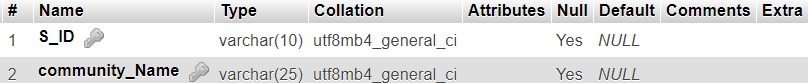 # Name Type Collation Attributes Null Default Comments Extra
1 S_ID varchar(10) utf8mb4_general_ci Yes NULL
2 community_Name varchar(25) utf8mb4_general_ci Yes NULL